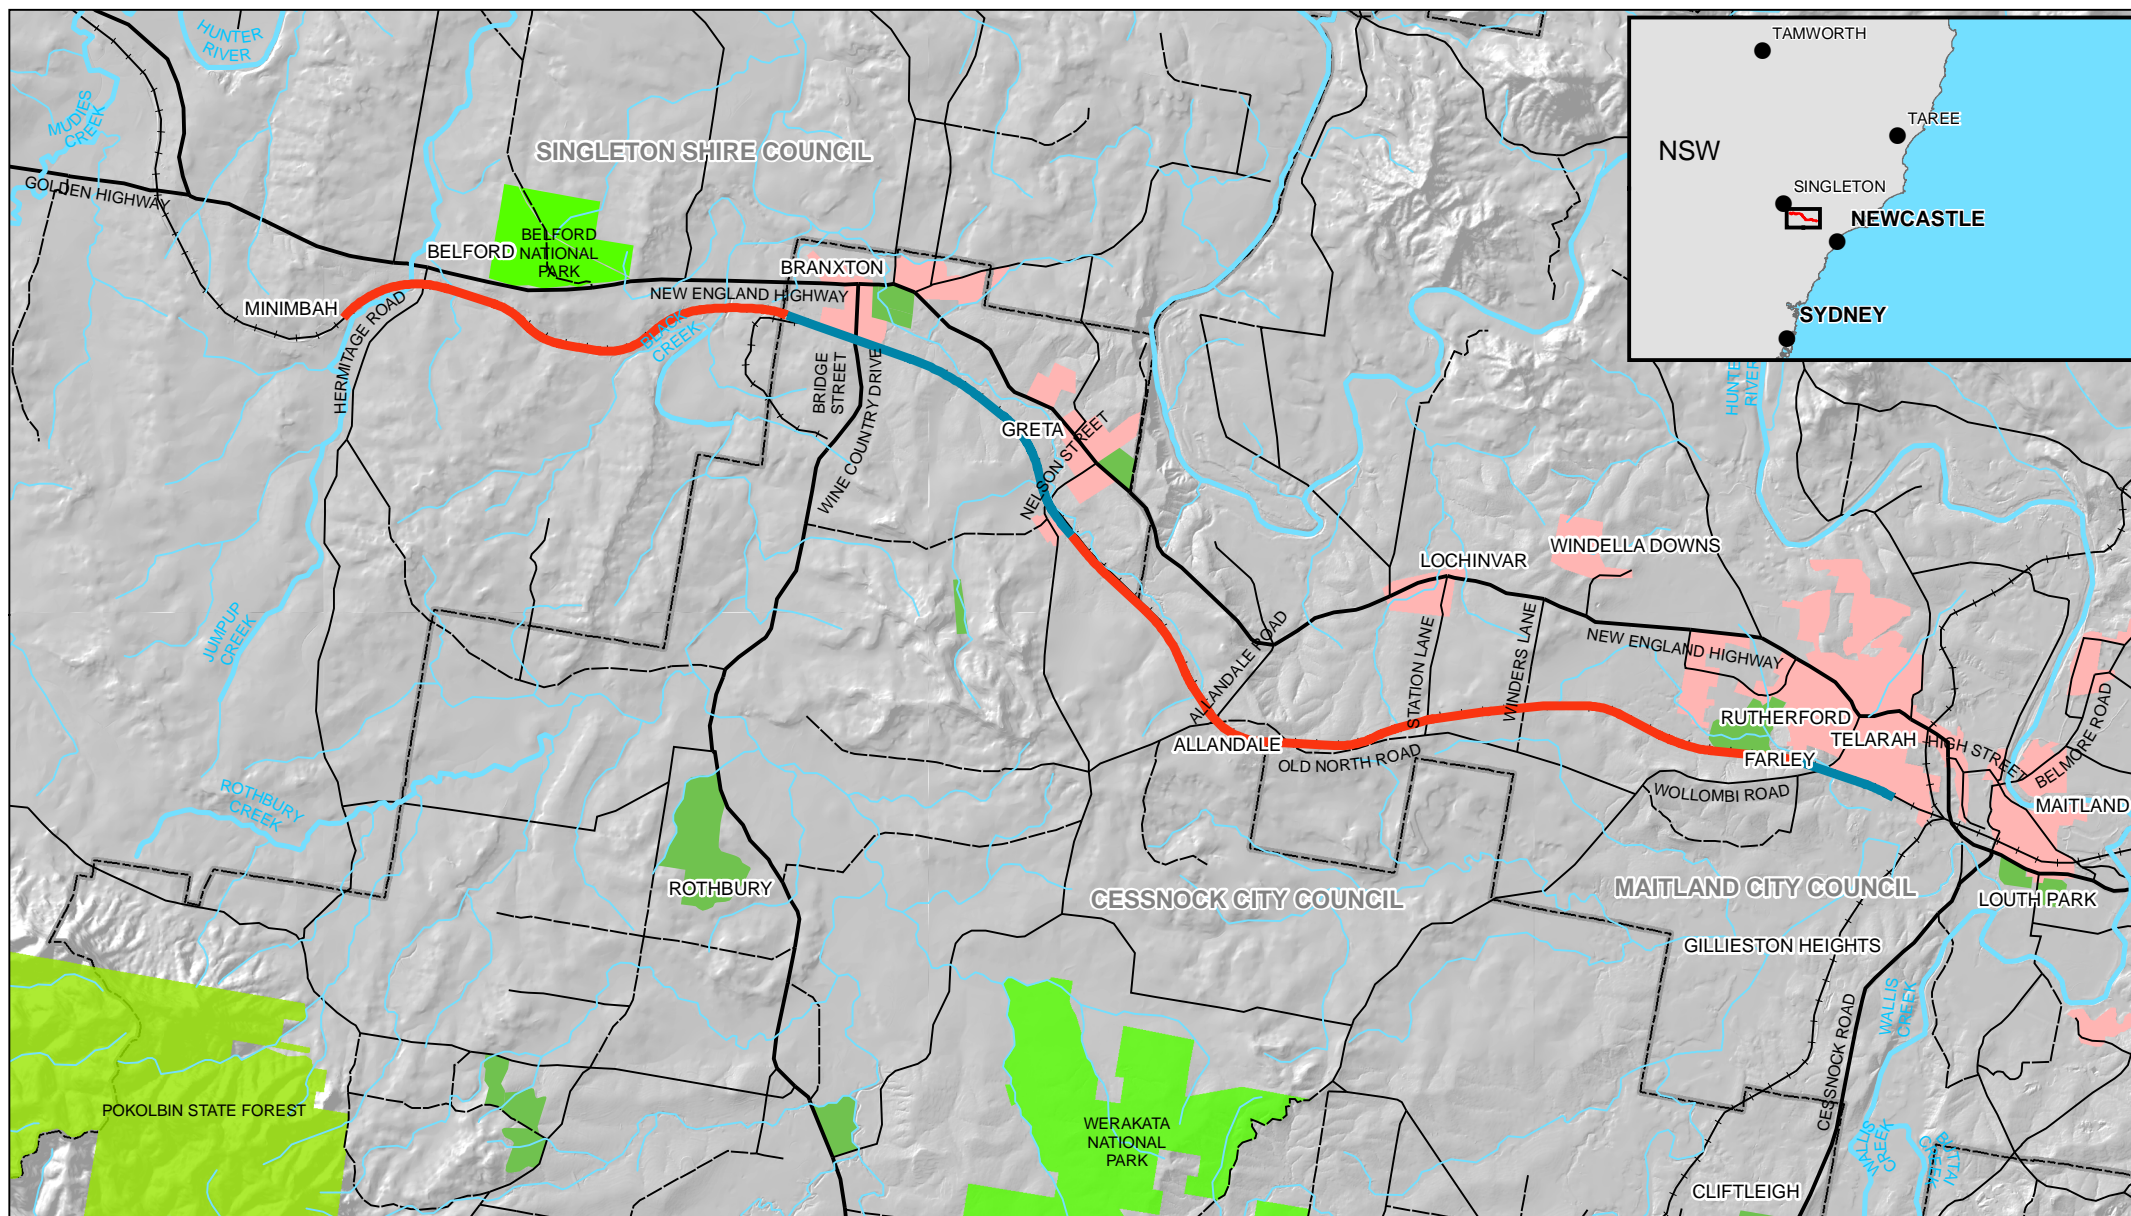 HUNTER
RIVER
MUDIES
CREEK
GOLDEN HIGHWAY
SINGLETON SHIRE COUNCIL
BELFORD
BELFORD
NATIONAL
PARK
MINIMBAH
HERMITAGE ROAD
BRANXTON
NEW ENGLAND HIGHWAY
BLACK
CREEK
BRIDGE
STREET
WINE COUNTRY DRIVE
GRETA
NELSON STREET
TAMWORTH
TAREE
NSW
SINGLETON
NEWCASTLE
SYDNEY
HUNTER
RIVER
LOCHINVAR
WINDELLA DOWNS
JUMPUP
CREEK
ALLANDALE ROAD
STATION LANE
WINDERS LANE
NEW ENGLAND HIGHWAY
ALLANDALE
OLD NORTH ROAD
RUTHERFORD
TELARAH
FARLEY
HIGH STREET
BELMORE ROAD
WOLLOMBI ROAD
MAITLAND
ROTHBURY
CREEK
ROTHBURY
CESSNOCK CITY COUNCIL
MAITLAND CITY COUNCIL
LOUTH PARK
GILLIESTON HEIGHTS
WALLIS
CREEK
CESSNOCK ROAD
POKOLBIN STATE FOREST
WERAKATA
NATIONAL
PARK
WALLIS
CREEK
BUTTAI
CREEK
CLIFTLEIGH